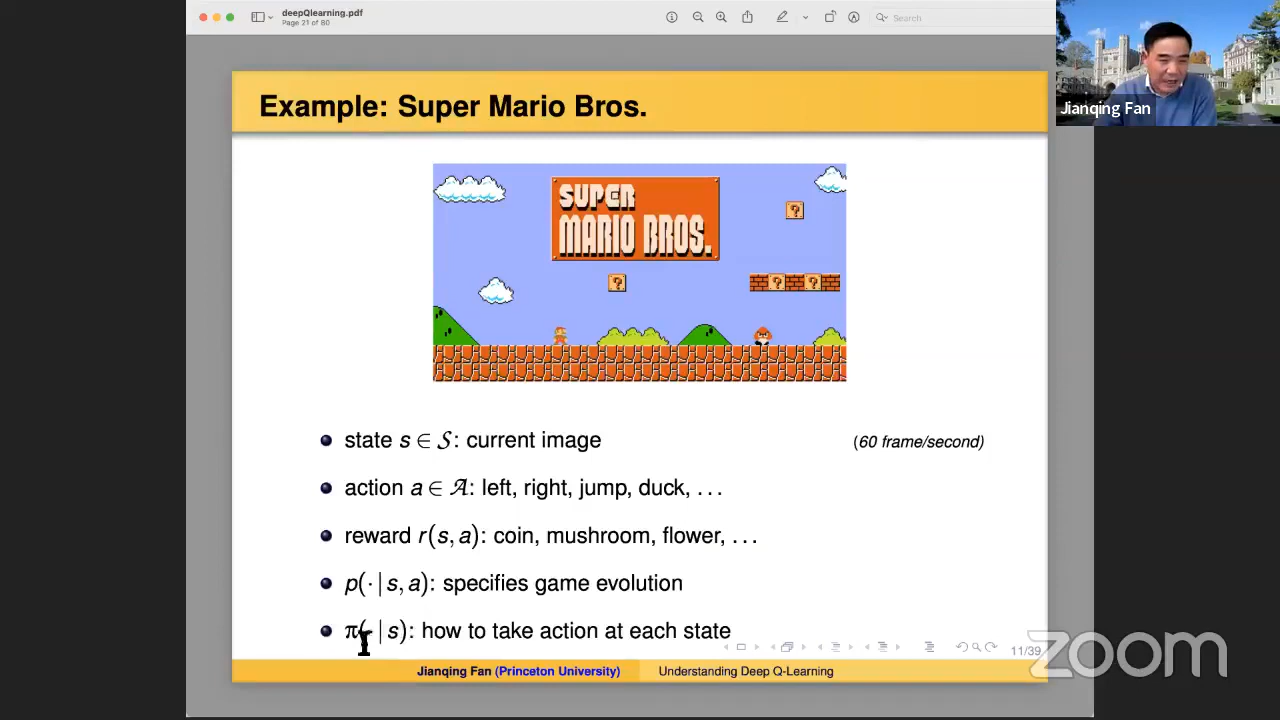 deepQlearning.pdf
Page 21 of 80
Search
Jianqing Fan
Example: Super Mario Bros.
SUPER
MARIO BROS.
?
?
? ?
state s ∈ 𝒮: current image (60 frame/second)
action a ∈ 𝒜: left, right, jump, duck, ...
reward r(s, a): coin, mushroom, flower, ...
p(· | s, a): specifies game evolution
π(· | s): how to take action at each state
11/39
Jianqing Fan (Princeton University) Understanding Deep Q-Learning
zoom